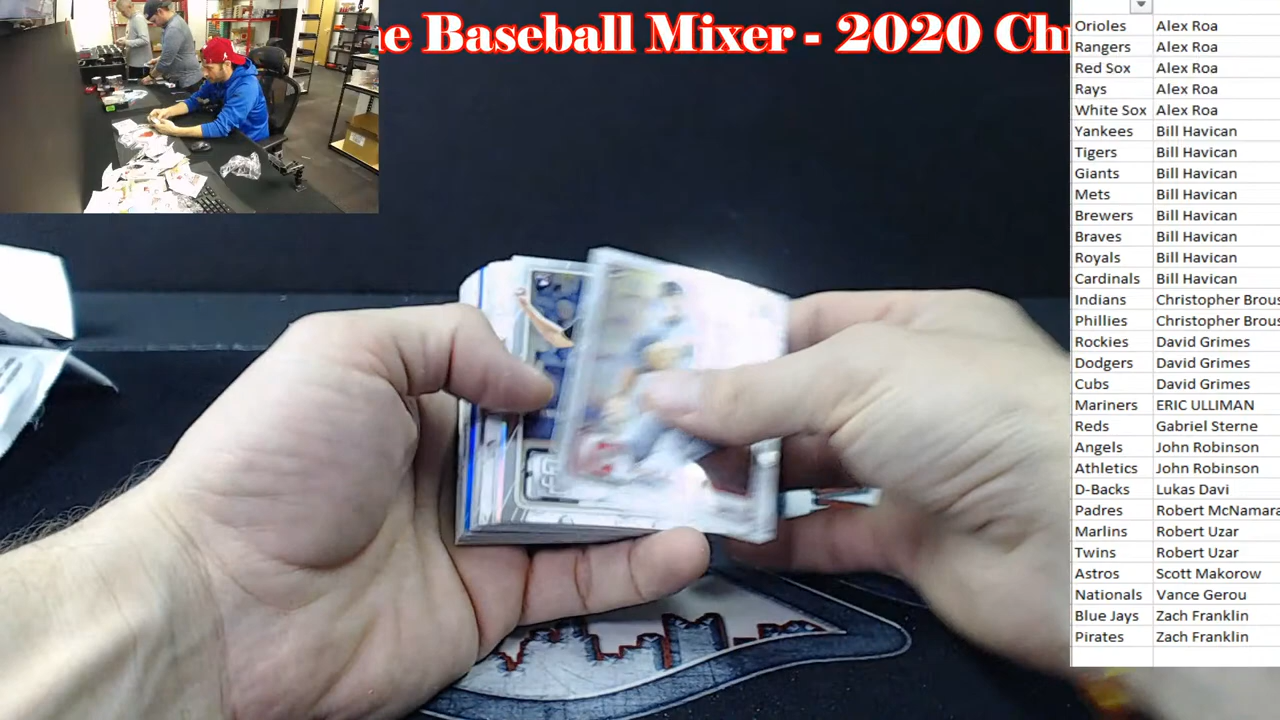 ne Baseball Mixer - 2020 Ch
Orioles Alex Roa
Rangers Alex Roa
Red Sox Alex Roa
Rays Alex Roa
White Sox Alex Roa
Yankees Bill Havican
Tigers Bill Havican
Giants Bill Havican
Mets Bill Havican
Brewers Bill Havican
Braves Bill Havican
Royals Bill Havican
Cardinals Bill Havican
Indians Christopher Brous
Phillies Christopher Brous
Rockies David Grimes
Dodgers David Grimes
Cubs David Grimes
Mariners ERIC ULLIMAN
Reds Gabriel Sterne
Angels John Robinson
Athletics John Robinson
D-Backs Lukas Davi
Padres Robert McNamara
Marlins Robert Uzar
Twins Robert Uzar
Astros Scott Makorow
Nationals Vance Gerou
Blue Jays Zach Franklin
Pirates Zach Franklin